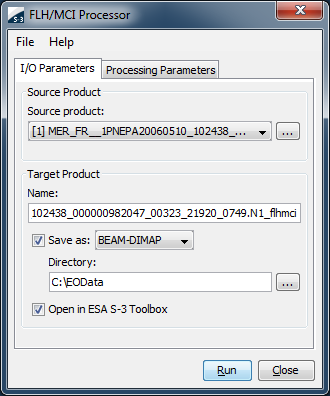 S-3 FLH/MCI Processor
File Help
I/O Parameters Processing Parameters
Source Product
Source product:
[1] MER_FR__1PNEPA20060510_102438_... ...
Target Product
Name:
102438_000000982047_00323_21920_0749.N1_flhmci
Save as: BEAM-DIMAP
Directory:
C:\EOData ...
Open in ESA S-3 Toolbox
Run Close